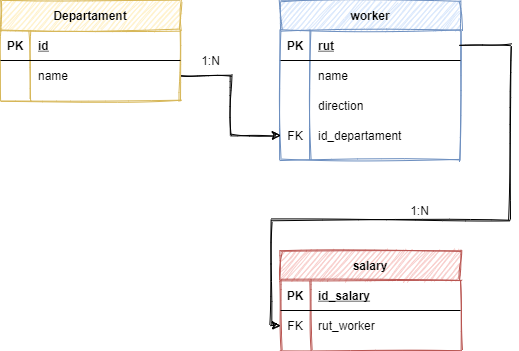 Departament
PK id
name
1:N
worker
PK rut
name
direction
FK id_departament
1:N
salary
PK id_salary
FK rut_worker